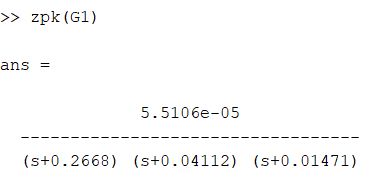 >> zpk(G1)
ans =
5.5106e-05
----------------------------------
(s+0.2668) (s+0.04112) (s+0.01471)